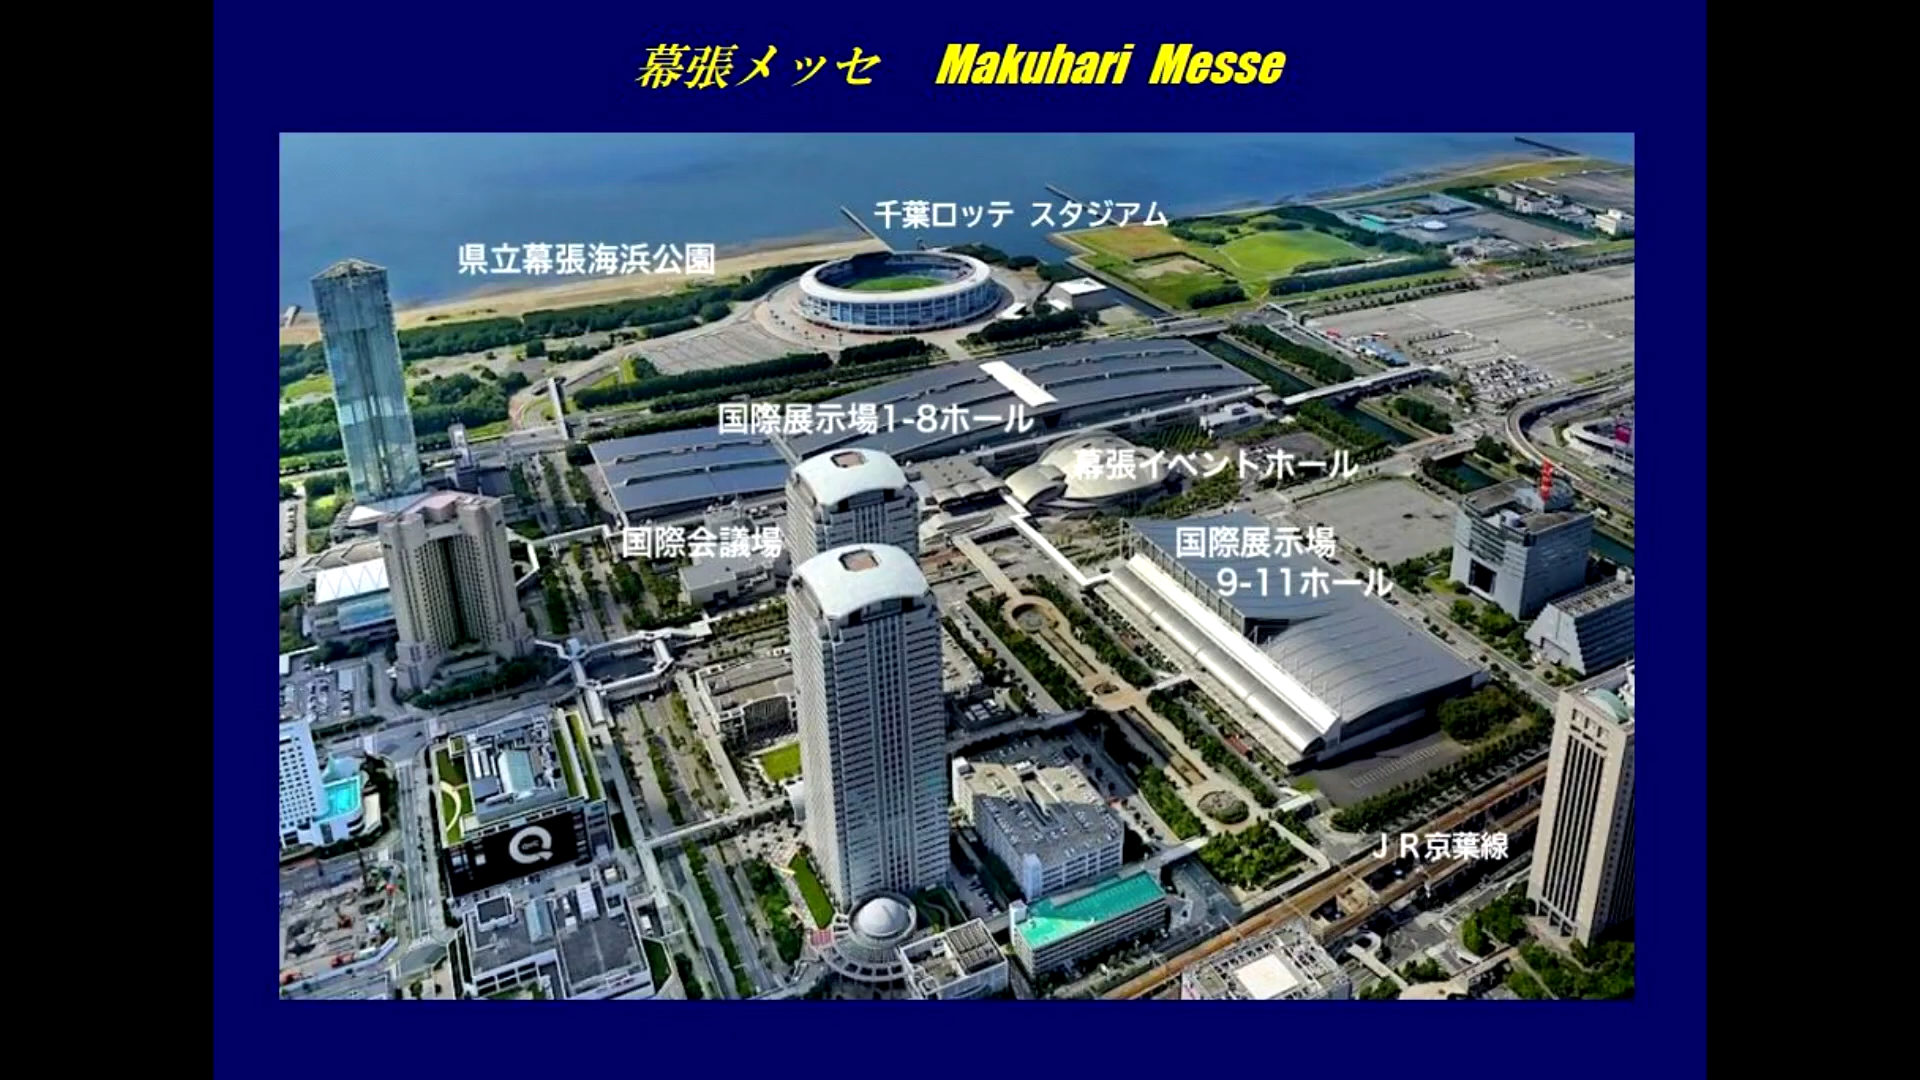 幕張メッセ Makuhari Messe
千葉ロッテ スタジアム
県立幕張海浜公園
国際展示場1-8ホール
幕張イベントホール
国際会議場
国際展示場
9-11ホール
ＪＲ京葉線